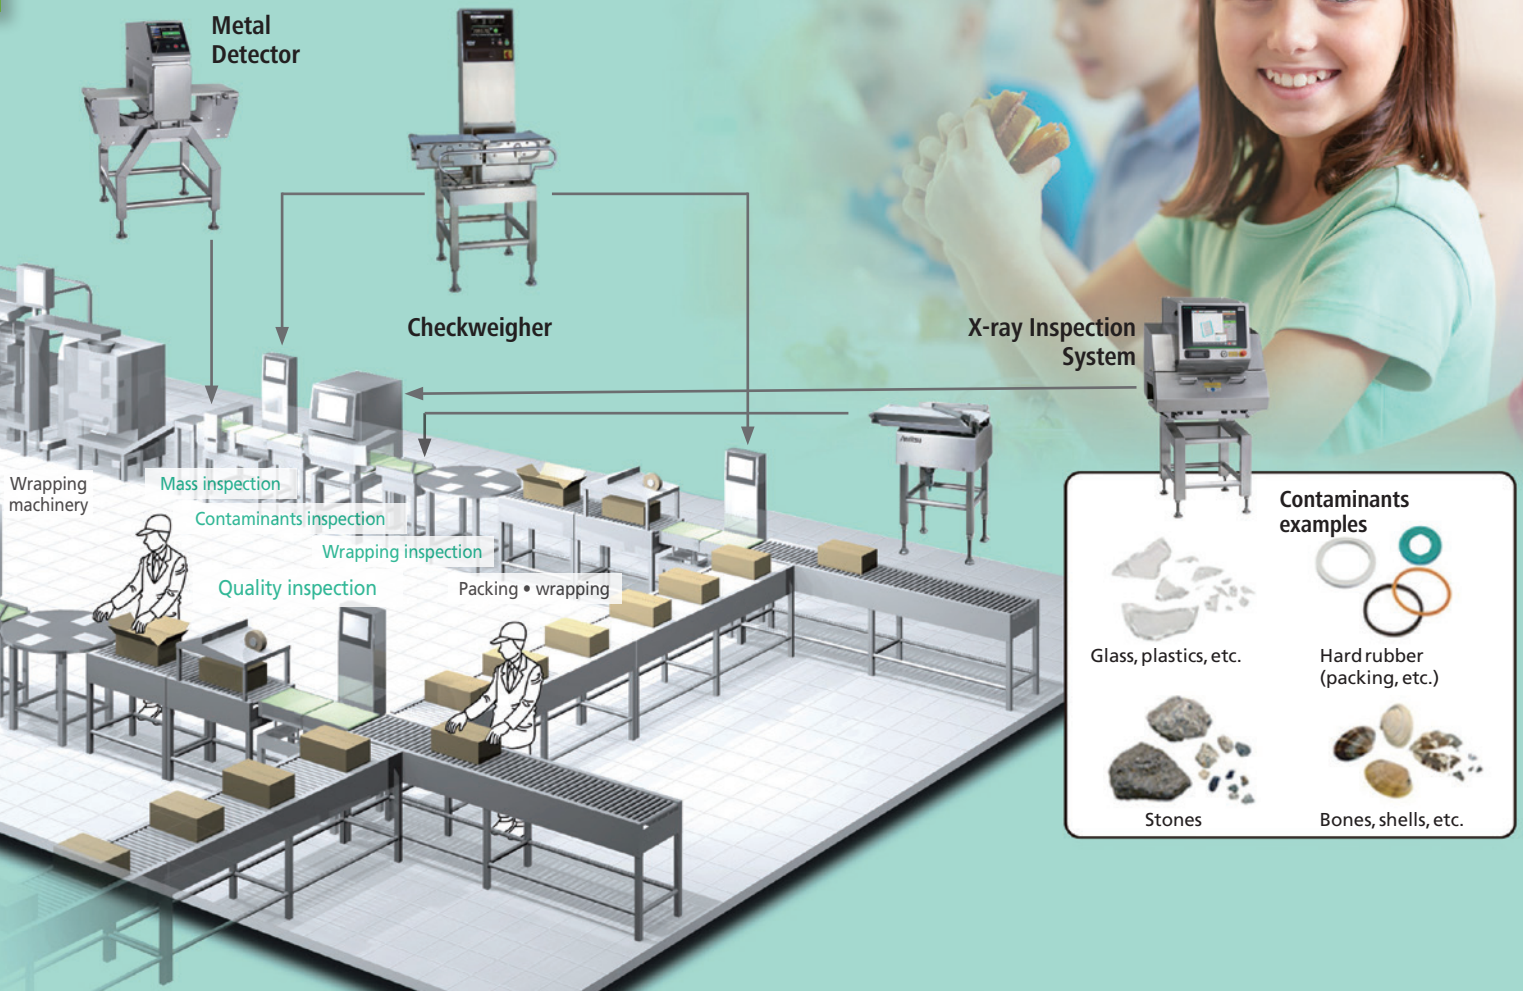 Metal
Detector
Checkweigher
X-ray Inspection
System
Wrapping
machinery
Mass inspection
Contaminants inspection
Wrapping inspection
Quality inspection
Packing • wrapping
Contaminants
examples
Glass, plastics, etc.
Hard rubber
(packing, etc.)
Stones
Bones, shells, etc.